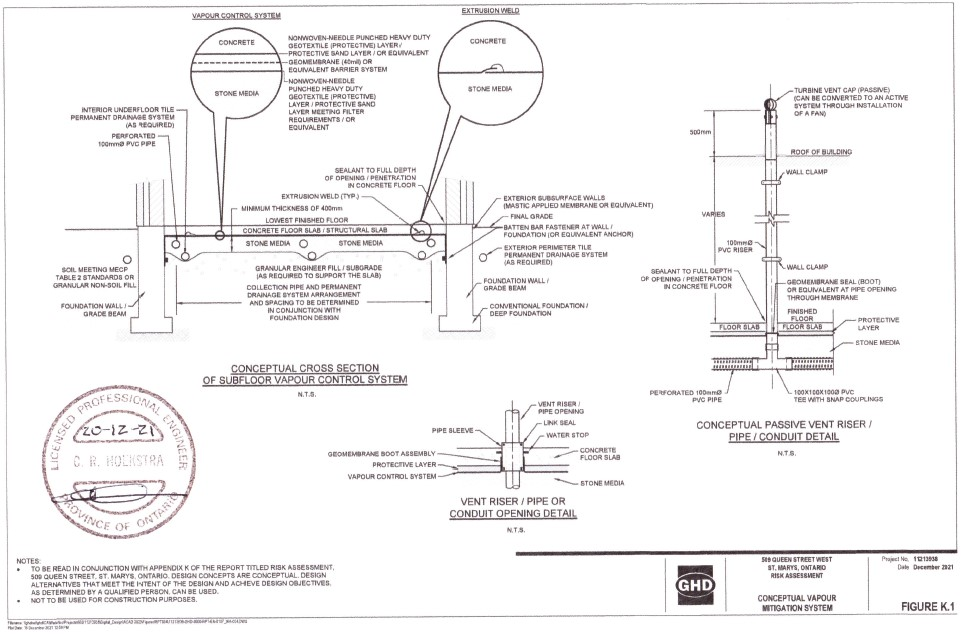 VAPOUR CONTROL SYSTEM
CONCRETE
STONE MEDIA
NONWOVEN-NEEDLE PUNCHED HEAVY DUTY
GEOTEXTILE (PROTECTIVE) LAYER /
PROTECTIVE SAND LAYER / OR EQUIVALENT
GEOMEMBRANE (40mil) OR
EQUIVALENT BARRIER SYSTEM
NONWOVEN-NEEDLE
PUNCHED HEAVY DUTY
GEOTEXTILE (PROTECTIVE)
LAYER / PROTECTIVE SAND
LAYER MEETING FILTER
REQUIREMENTS / OR
EQUIVALENT
EXTRUSION WELD
CONCRETE
STONE MEDIA
INTERIOR UNDERFLOOR TILE
PERMANENT DRAINAGE SYSTEM
(AS REQUIRED)
PERFORATED
100mmØ PVC PIPE
SEALANT TO FULL DEPTH
OF OPENING / PENETRATION
IN CONCRETE FLOOR
EXTRUSION WELD (TYP.)
MINIMUM THICKNESS OF 400mm
LOWEST FINISHED FLOOR
CONCRETE FLOOR SLAB / STRUCTURAL SLAB
STONE MEDIA
STONE MEDIA
EXTERIOR SUBSURFACE WALLS
(MASTIC APPLIED MEMBRANE OR EQUIVALENT)
FINAL GRADE
BATTEN BAR FASTENER AT WALL /
FOUNDATION (OR EQUIVALENT ANCHOR)
EXTERIOR PERIMETER TILE
PERMANENT DRAINAGE SYSTEM
(AS REQUIRED)
SOIL MEETING MECP
TABLE 2 STANDARDS OR
GRANULAR NON-SOIL FILL
FOUNDATION WALL /
GRADE BEAM
GRANULAR ENGINEER FILL / SUBGRADE
(AS REQUIRED TO SUPPORT THE SLAB)
COLLECTION PIPE AND PERMANENT
DRAINAGE SYSTEM ARRANGEMENT
AND SPACING TO BE DETERMINED
IN CONJUNCTION WITH
FOUNDATION DESIGN
FOUNDATION WALL /
GRADE BEAM
CONVENTIONAL FOUNDATION /
DEEP FOUNDATION
CONCEPTUAL CROSS SECTION
OF SUBFLOOR VAPOUR CONTROL SYSTEM
N.T.S.
TURBINE VENT CAP (PASSIVE)
(CAN BE CONVERTED TO AN ACTIVE
SYSTEM THROUGH INSTALLATION
OF A FAN)
500mm
ROOF OF BUILDING
WALL CLAMP
VARIES
100mmØ
PVC RISER
WALL CLAMP
SEALANT TO FULL DEPTH
OF OPENING / PENETRATION
IN CONCRETE FLOOR
GEOMEMBRANE SEAL (BOOT)
OR EQUIVALENT AT PIPE OPENING
THROUGH MEMBRANE
FINISHED
FLOOR
FLOOR SLAB
FLOOR SLAB
PROTECTIVE
LAYER
STONE MEDIA
PERFORATED 100mmØ
PVC PIPE
100X100X100Ø PVC
TEE WITH SNAP COUPLINGS
CONCEPTUAL PASSIVE VENT RISER /
PIPE / CONDUIT DETAIL
N.T.S.
VENT RISER /
PIPE OPENING
PIPE SLEEVE
LINK SEAL
WATER STOP
GEOMEMBRANE BOOT ASSEMBLY
PROTECTIVE LAYER
VAPOUR CONTROL SYSTEM
CONCRETE
FLOOR SLAB
STONE MEDIA
VENT RISER / PIPE OR
CONDUIT OPENING DETAIL
N.T.S.
LICENSED PROFESSIONAL ENGINEER
20-12-21
HOEKSTRA
PROVINCE OF ONTARIO
NOTES:
• TO BE READ IN CONJUNCTION WITH APPENDIX K OF THE REPORT TITLED RISK ASSESSMENT,
509 QUEEN STREET, ST. MARYS, ONTARIO. DESIGN CONCEPTS ARE CONCEPTUAL. DESIGN
ALTERNATIVES THAT MEET THE INTENT OF THE DESIGN AND ACHIEVE DESIGN OBJECTIVES,
AS DETERMINED BY A QUALIFIED PERSON, CAN BE USED.
• NOT TO BE USED FOR CONSTRUCTION PURPOSES.
GHD
509 QUEEN STREET WEST
ST. MARYS, ONTARIO
RISK ASSESSMENT
CONCEPTUAL VAPOUR
MITIGATION SYSTEM
Project No. 11213938
Date December 2021
FIGURE K.1